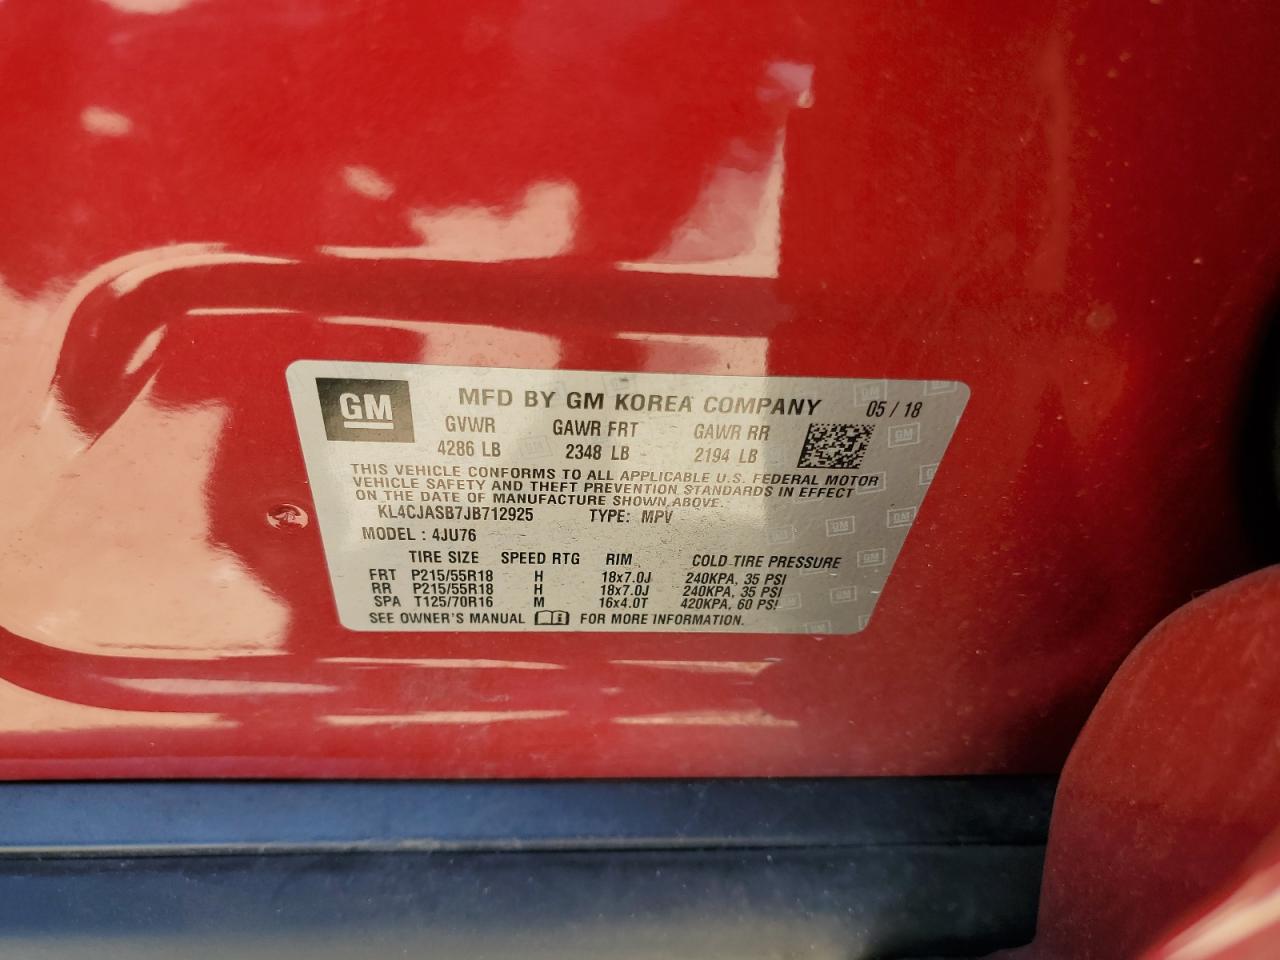 GM
MFD BY GM KOREA COMPANY 05 / 18
GVWR GAWR FRT GAWR RR
4286 LB 2348 LB 2194 LB
THIS VEHICLE CONFORMS TO ALL APPLICABLE U.S. FEDERAL MOTOR
VEHICLE SAFETY AND THEFT PREVENTION STANDARDS IN EFFECT
ON THE DATE OF MANUFACTURE SHOWN ABOVE.
KL4CJASB7JB712925 TYPE: MPV
MODEL : 4JU76
TIRE SIZE SPEED RTG RIM COLD TIRE PRESSURE
FRT P215/55R18 H 18x7.0J 240KPA, 35 PSI
RR P215/55R18 H 18x7.0J 240KPA, 35 PSI
SPA T125/70R16 M 16x4.0T 420KPA, 60 PSI
SEE OWNER'S MANUAL FOR MORE INFORMATION.